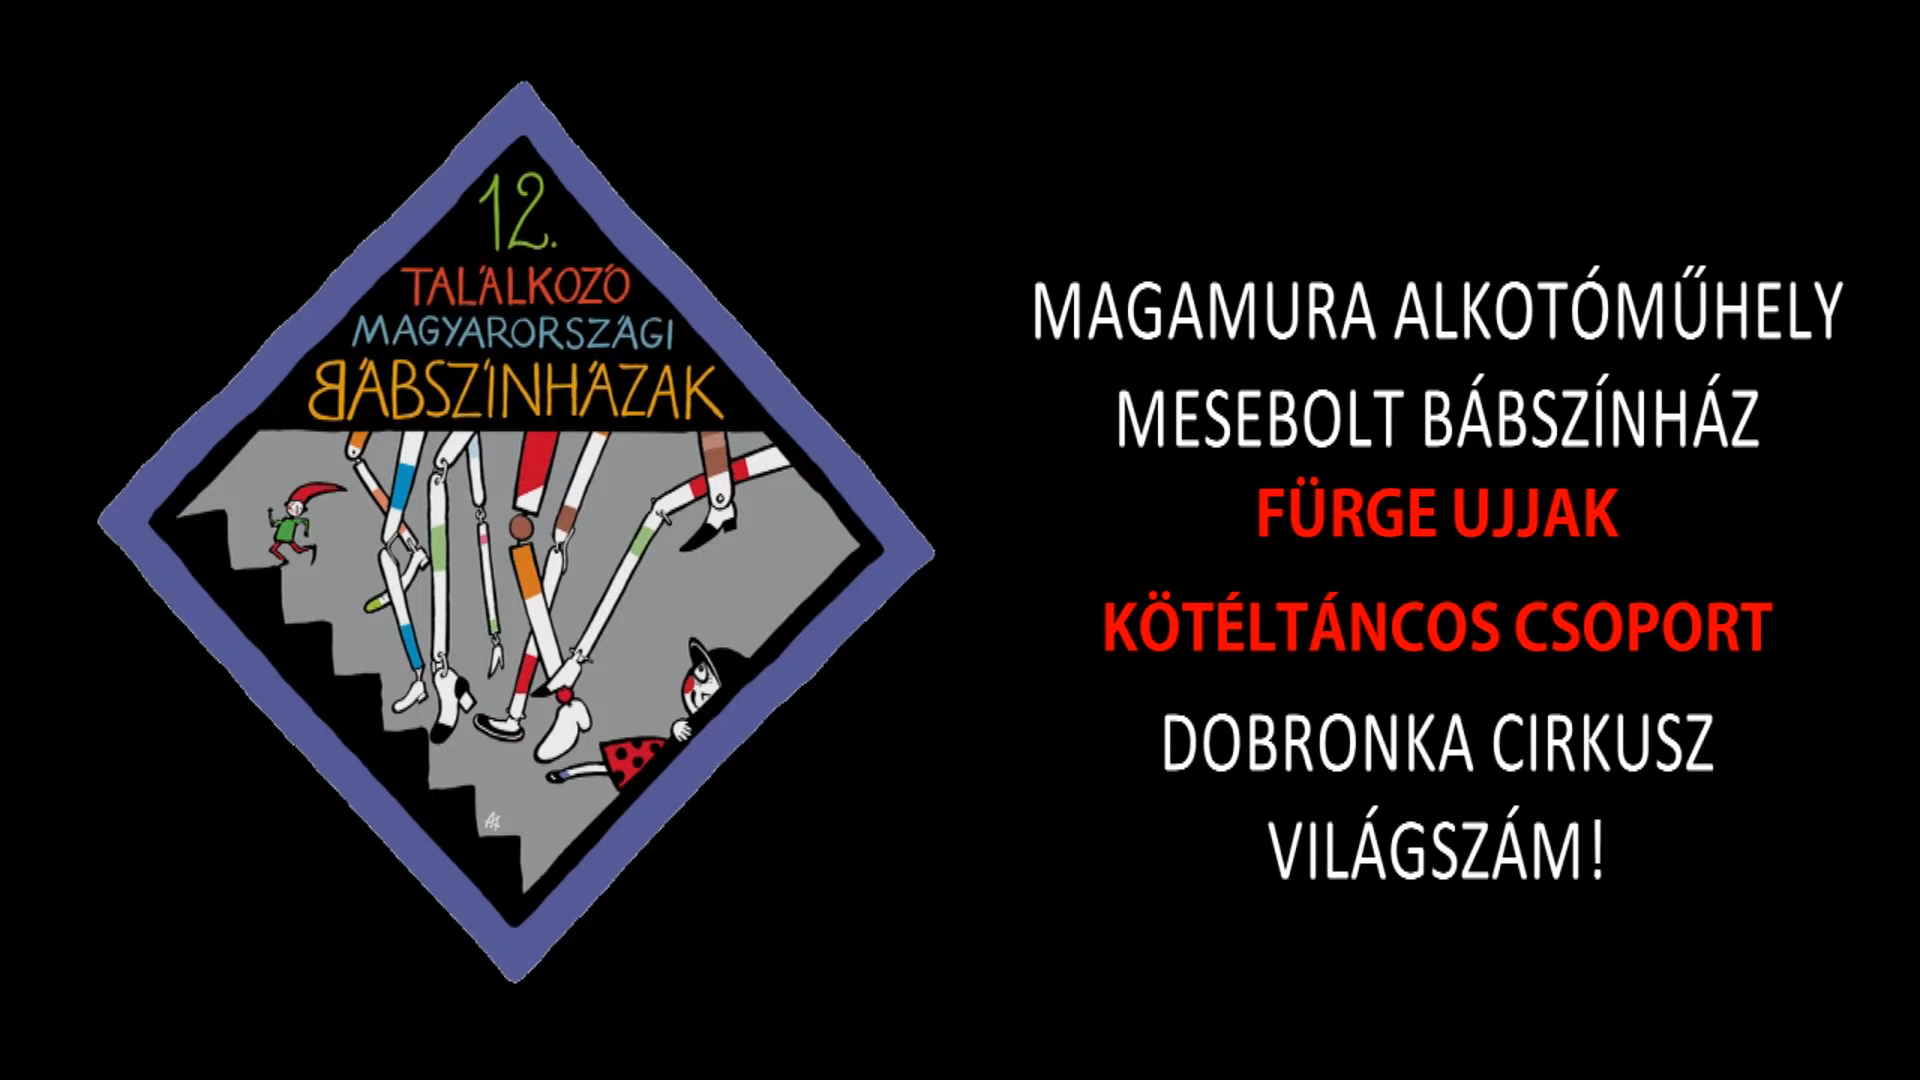 12.
TALÁLKOZÓ
MAGYARORSZÁGI
BÁBSZÍNHÁZAK
MAGAMURA ALKOTÓMŰHELY
MESEBOLT BÁBSZÍNHÁZ
FÜRGE UJJAK
KÖTÉLTÁNCOS CSOPORT
DOBRONKA CIRKUSZ
VILÁGSZÁM!